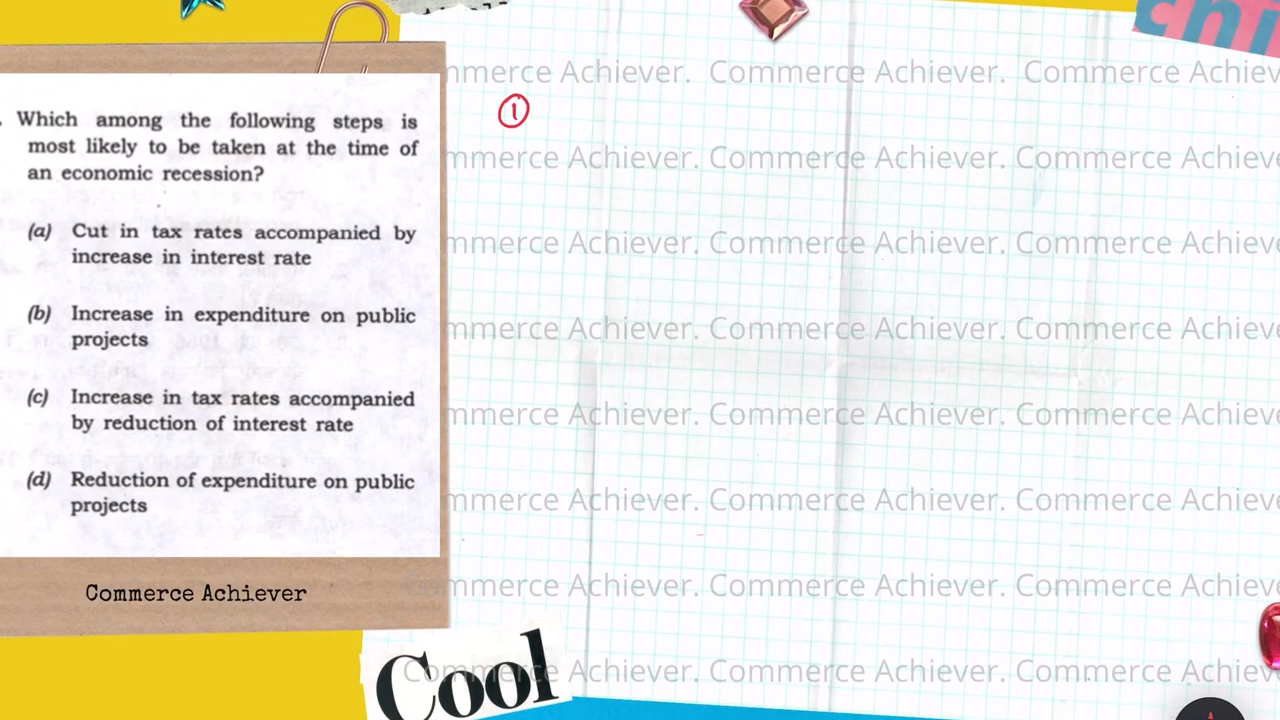 chi
. Which among the following steps is
most likely to be taken at the time of
an economic recession?
(a) Cut in tax rates accompanied by
increase in interest rate
(b) Increase in expenditure on public
projects
(c) Increase in tax rates accompanied
by reduction of interest rate
(d) Reduction of expenditure on public
projects
Commerce Achiever
1
mmerce Achiever. Commerce Achiever. Commerce Achiev
mmerce Achiever. Commerce Achiever. Commerce Achieve
mmerce Achiever. Commerce Achiever. Commerce Achieve
mmerce Achiever. Commerce Achiever. Commerce Achieve
mmerce Achiever. Commerce Achiever. Commerce Achieve
mmerce Achiever. Commerce Achiever. Commerce Achieve
mmerce Achiever. Commerce Achiever. Commerce Achieve
Commerce Achiever. Commerce Achiever. Commerce Achieve
Cool